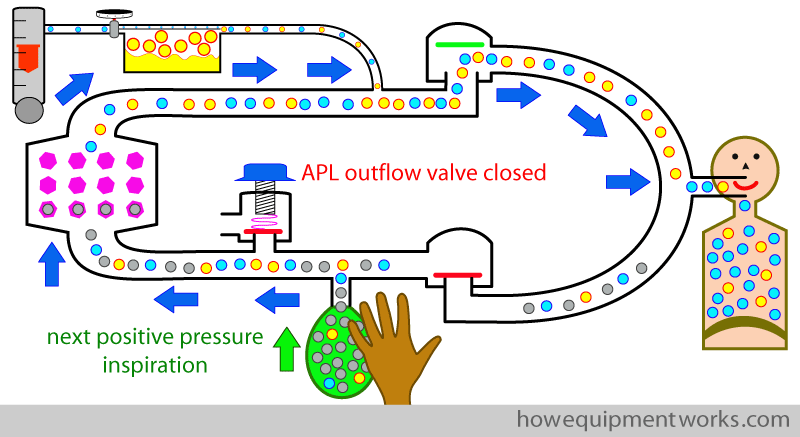 APL outflow valve closed
next positive pressure
inspiration
howequipmentworks.com